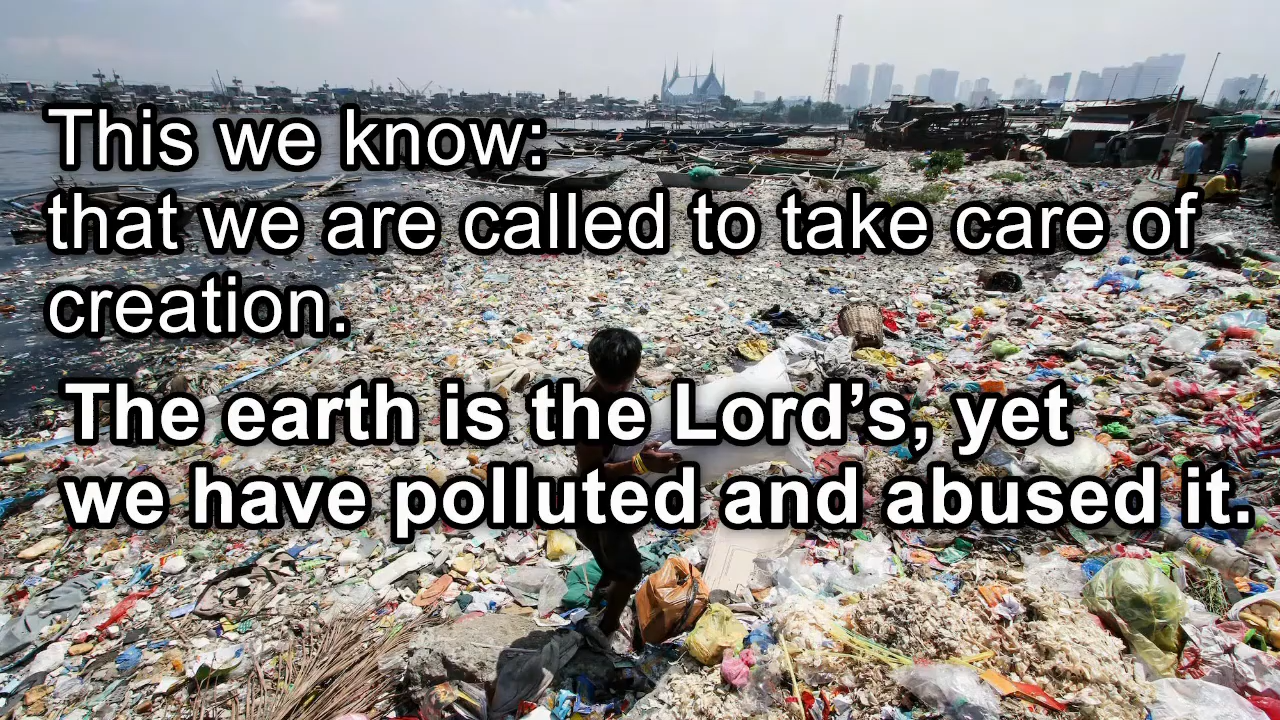 This we know:
that we are called to take care of
creation.
The earth is the Lord’s, yet
we have polluted and abused it.